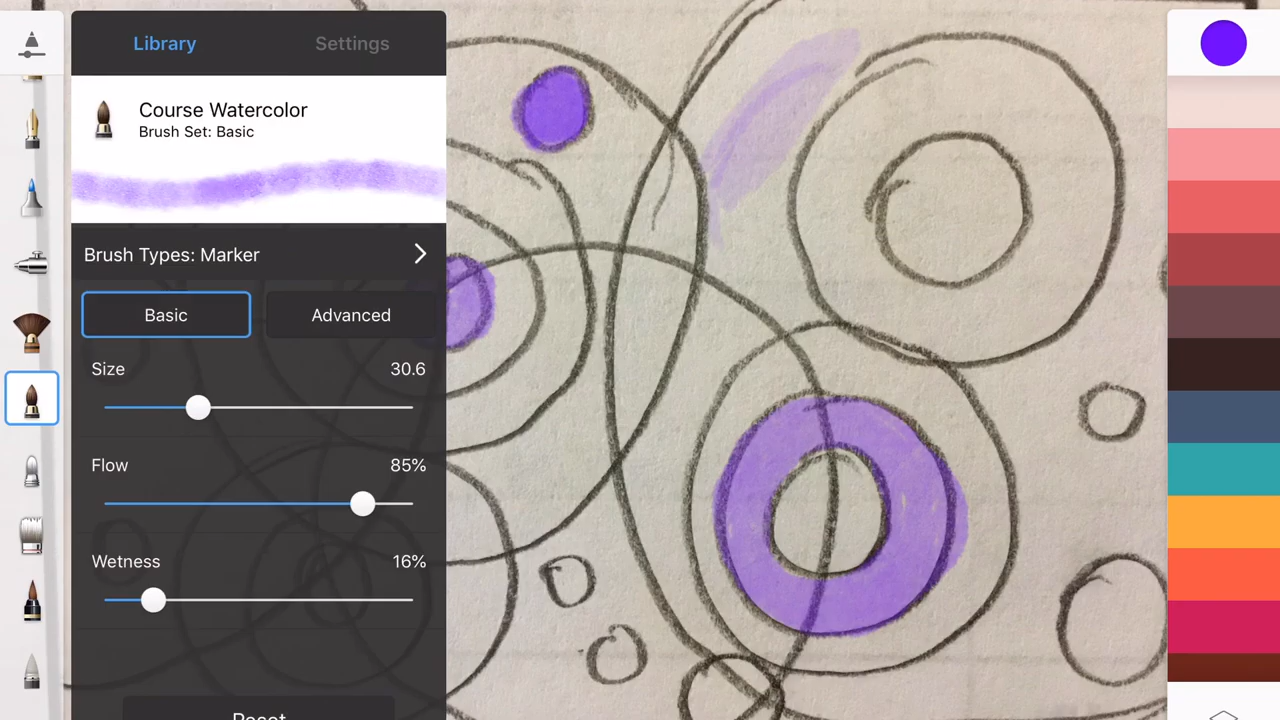 Library
Settings
Course Watercolor
Brush Set: Basic
Brush Types: Marker
Basic
Advanced
Size
30.6
Flow
85%
Wetness
16%
Reset